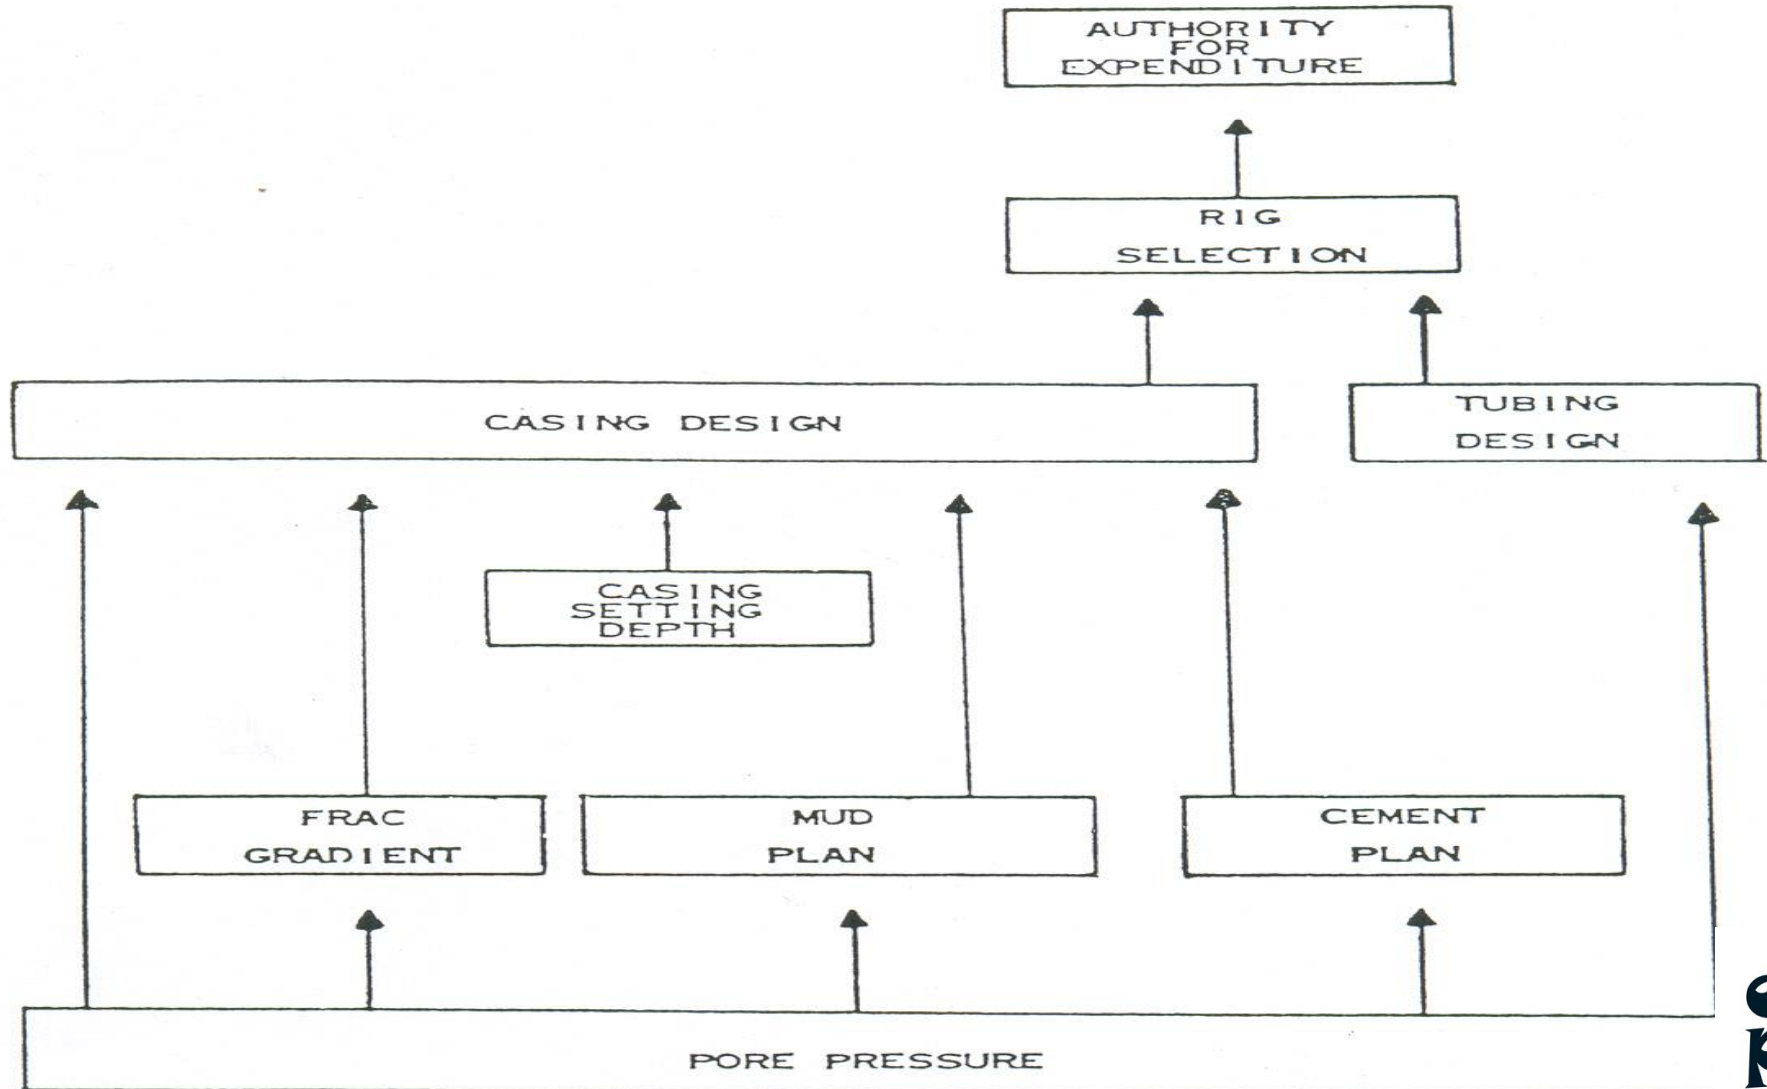 AUTHORITY
FOR
EXPENDITURE
RIG
SELECTION
CASING DESIGN
TUBING
DESIGN
CASING
SETTING
DEPTH
FRAC
GRADIENT
MUD
PLAN
CEMENT
PLAN
PORE PRESSURE